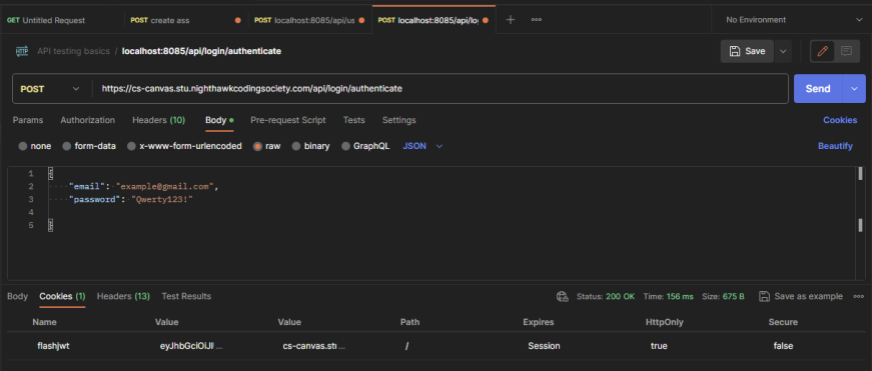 GET Untitled Request POST create ass POST localhost:8085/api/us POST localhost:8085/api/lo No Environment
HTTP API testing basics / localhost:8085/api/login/authenticate Save
POST https://cs-canvas.stu.nighthawkcodingsociety.com/api/login/authenticate Send
Params Authorization Headers (10) Body Pre-request Script Tests Settings Cookies
none form-data x-www-form-urlencoded raw binary GraphQL JSON Beautify
1 {
2 "email": "example@gmail.com",
3 "password": "Qwerty123!"
4
5 }
Body Cookies (1) Headers (13) Test Results Status: 200 OK Time: 156 ms Size: 675 B Save as example
Name Value Value Path Expires HttpOnly Secure
flashjwt eyJhbGciOiJI... cs-canvas.stu... / Session true false